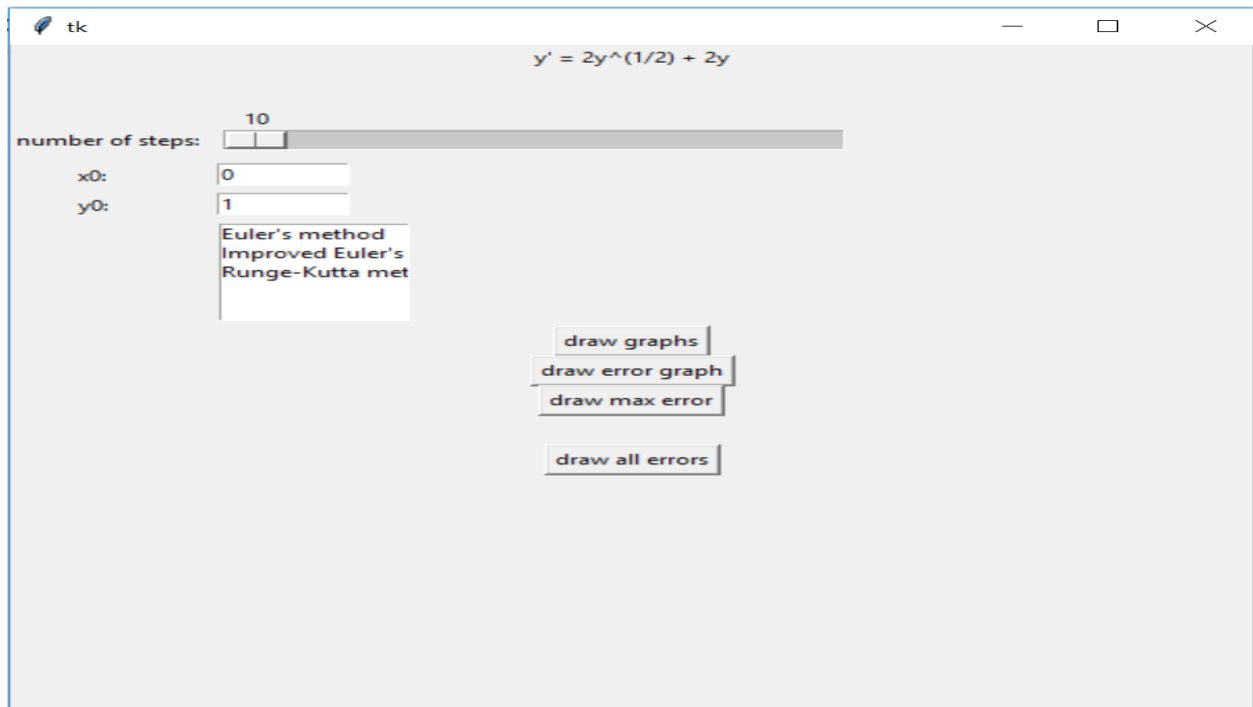 tk
y' = 2y^(1/2) + 2y
10
number of steps:
x0: 0
y0: 1
Euler's method
Improved Euler's
Runge-Kutta met
draw graphs
draw error graph
draw max error
draw all errors